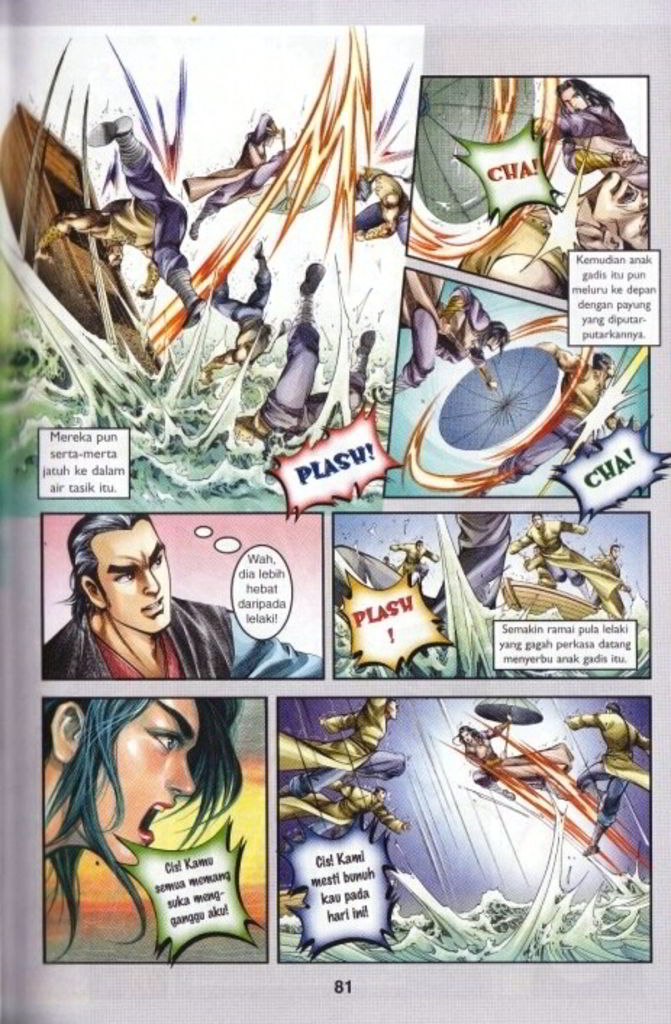 CHA!
Kemudian anak
gadis itu pun
meluru ke depan
dengan payung
yang diputar-
putarkannya.
Mereka pun
serta-merta
jatuh ke dalam
air tasik itu.
PLASH!
CHA!
Wah,
dia lebih
hebat
daripada
lelaki!
PLASH
!
Semakin ramai pula lelaki
yang gagah perkasa datang
menyerbu anak gadis itu.
Cis! Kamu
semua memang
suka meng-
ganggu aku!
Cis! Kami
mesti bunuh
kau pada
hari ini!
81